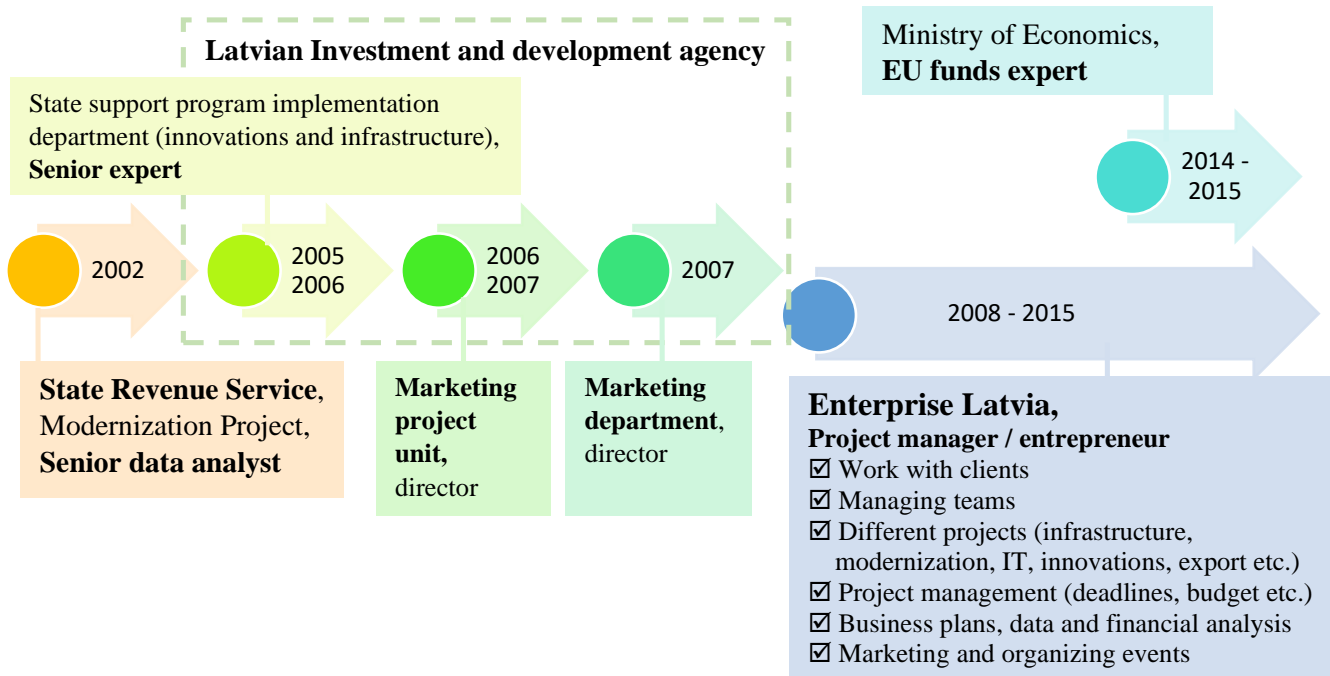 Latvian Investment and development agency
Ministry of Economics,
EU funds expert
State support program implementation
department (innovations and infrastructure),
Senior expert
2014 -
2015
2002
2005
2006
2006
2007
2007
2008 - 2015
State Revenue Service,
Modernization Project,
Senior data analyst
Marketing
project
unit,
director
Marketing
department,
director
Enterprise Latvia,
Project manager / entrepreneur
☑ Work with clients
☑ Managing teams
☑ Different projects (infrastructure,
modernization, IT, innovations, export etc.)
☑ Project management (deadlines, budget etc.)
☑ Business plans, data and financial analysis
☑ Marketing and organizing events